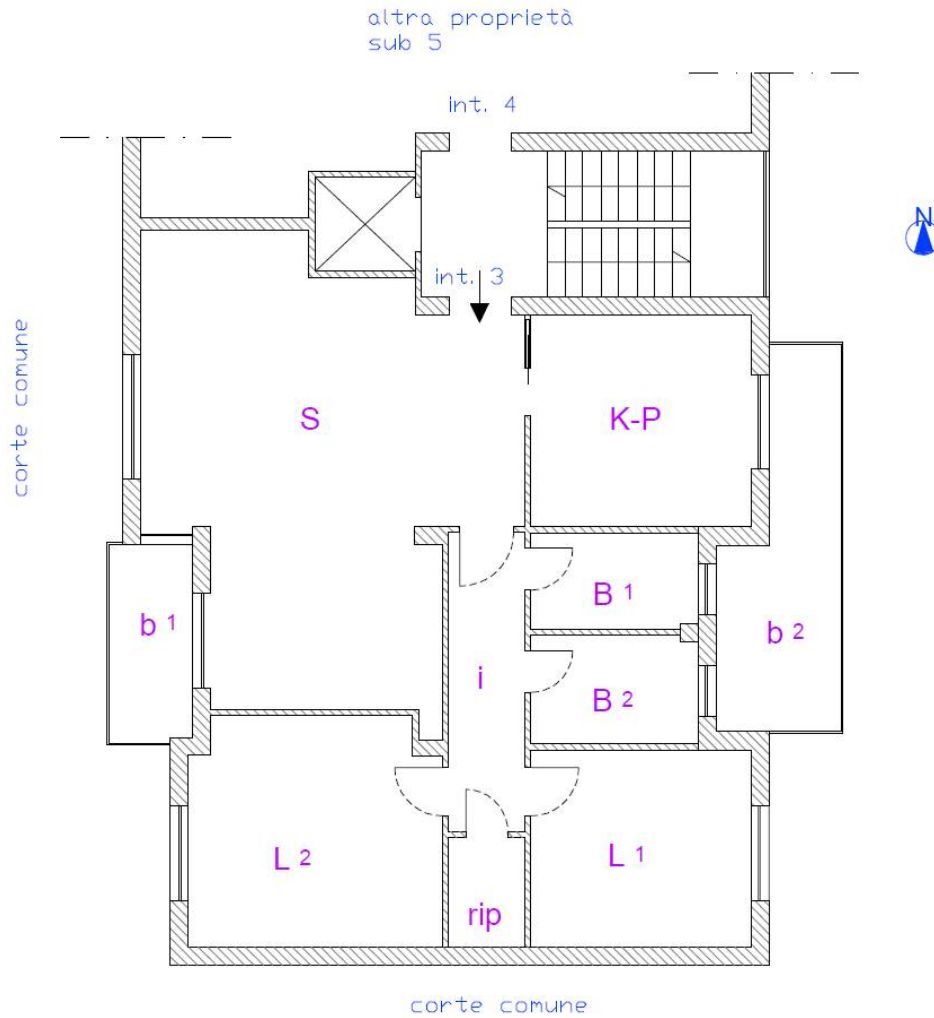 altra proprietà
sub 5
int. 4
N
int. 3
corte comune
S
K-P
b 1
B 1
b 2
i
B 2
L 2
L 1
rip
corte comune